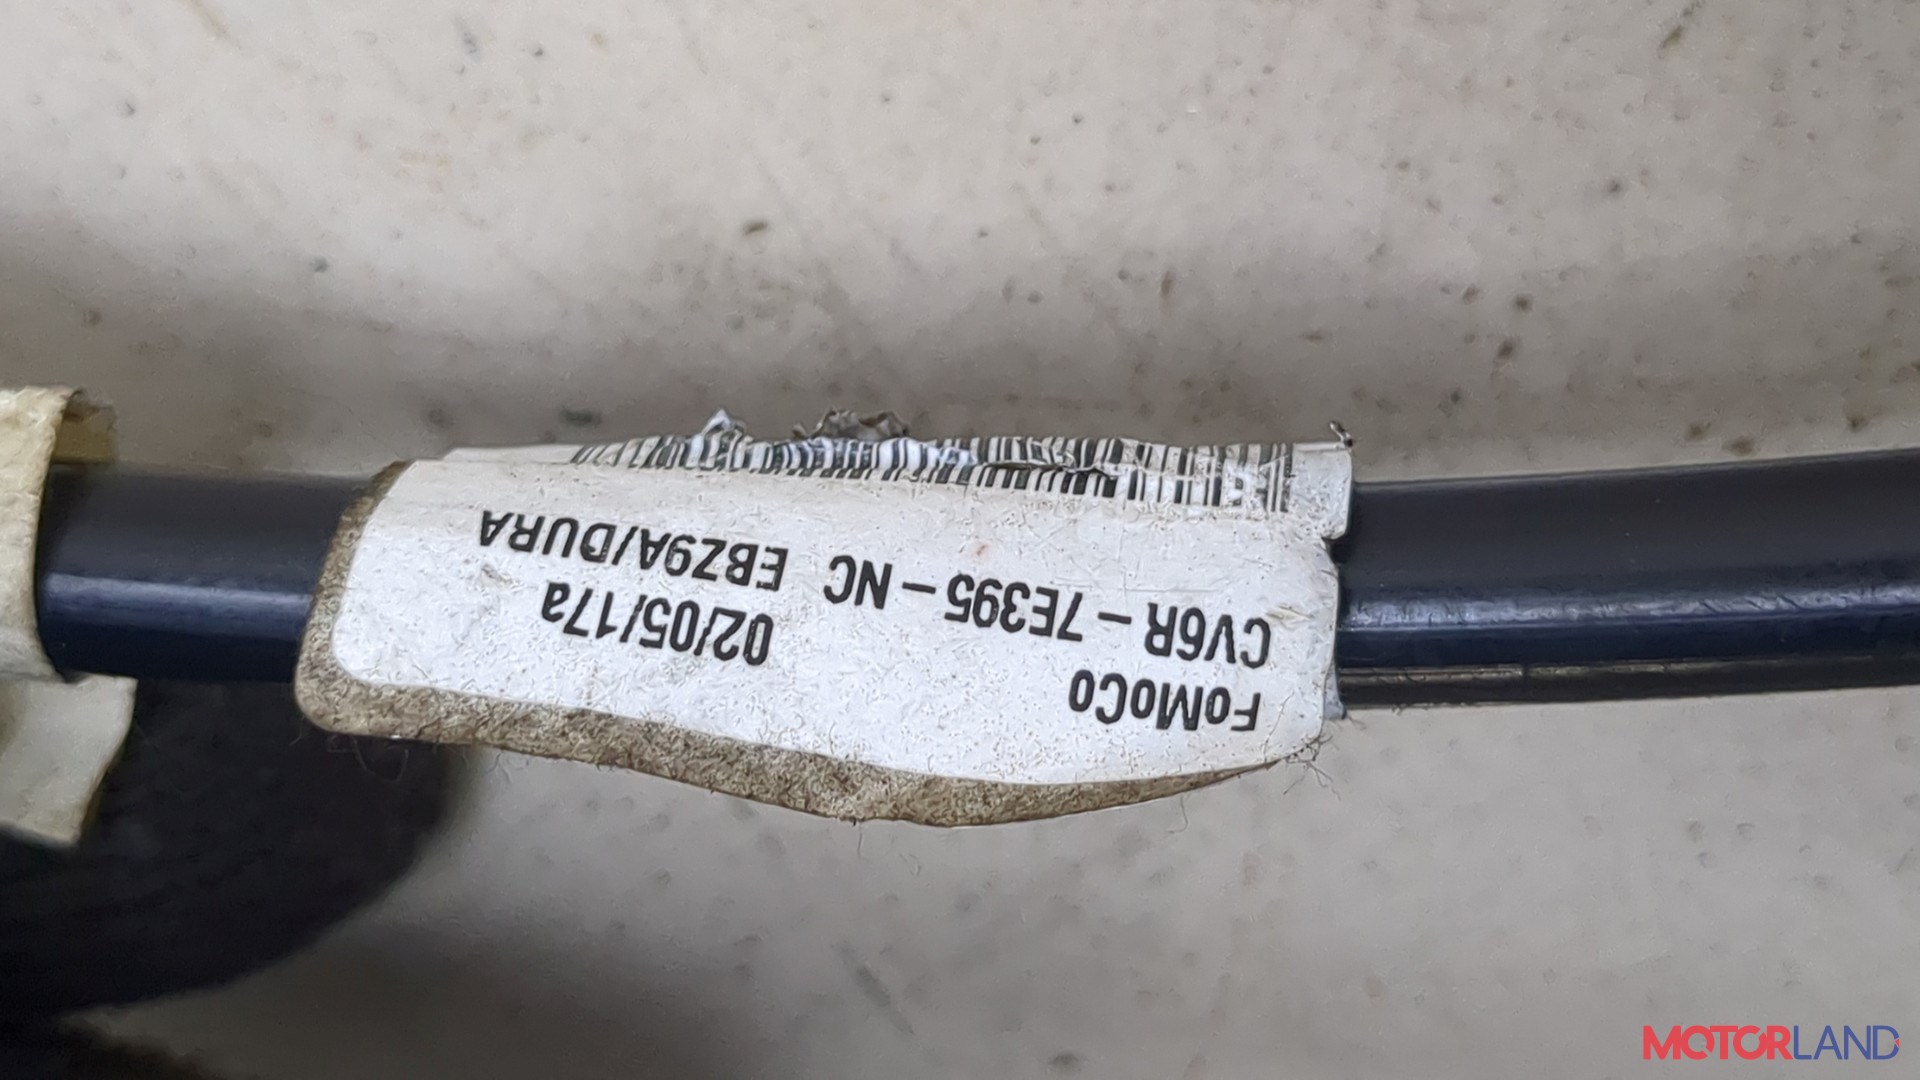 FoMoCo
CV6R-7E395-NC EBZ9A/DURA
02/05/17a
MOTORLAND